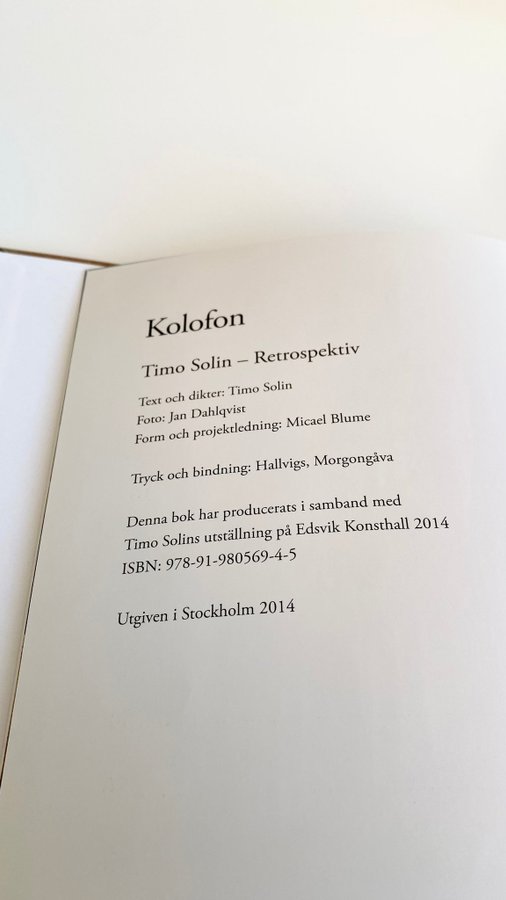 Kolofon
Timo Solin – Retrospektiv
Text och dikter: Timo Solin
Foto: Jan Dahlqvist
Form och projektledning: Micael Blume
Tryck och bindning: Hallvigs, Morgongåva
Denna bok har producerats i samband med
Timo Solins utställning på Edsvik Konsthall 2014
ISBN: 978-91-980569-4-5
Utgiven i Stockholm 2014